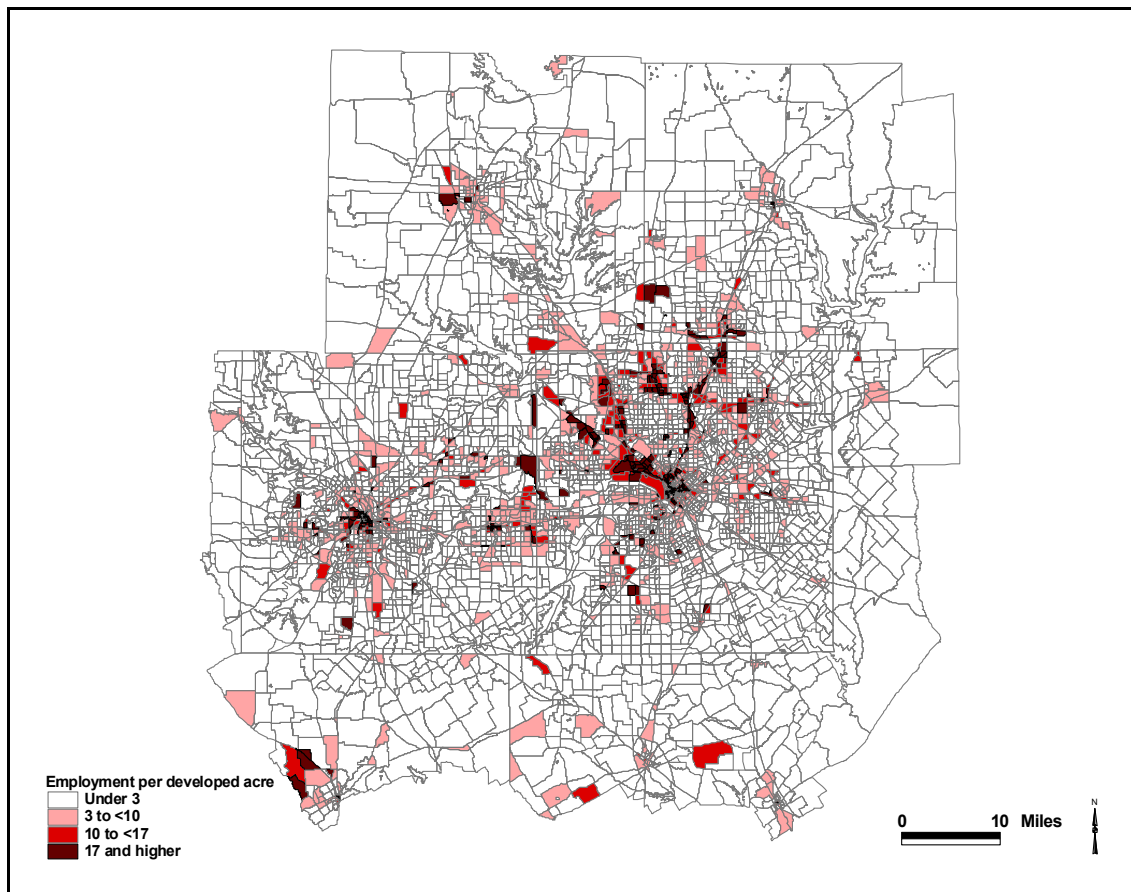 Employment per developed acre
Under 3
3 to <10
10 to <17
17 and higher
0 10 Miles
N